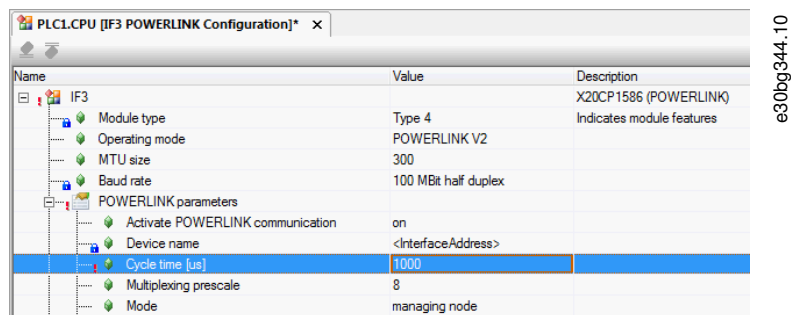 PLC1.CPU [IF3 POWERLINK Configuration]* x
Name Value Description
IF3 X20CP1586 (POWERLINK)
Module type Type 4 Indicates module features
Operating mode POWERLINK V2
MTU size 300
Baud rate 100 MBit half duplex
POWERLINK parameters
Activate POWERLINK communication on
Device name <InterfaceAddress>
Cycle time [us] 1000
Multiplexing prescale 8
Mode managing node
e30bg344.10